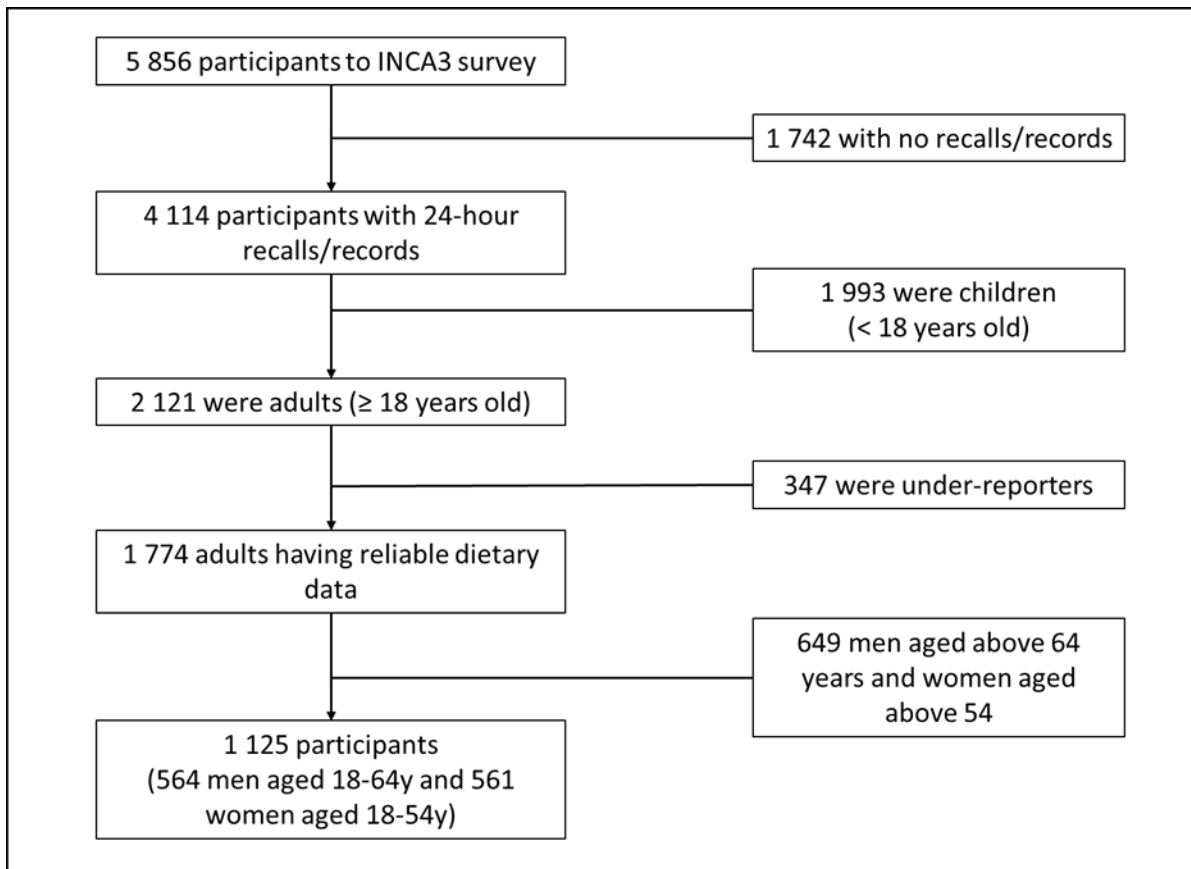 5 856 participants to INCA3 survey
1 742 with no recalls/records
4 114 participants with 24-hour
recalls/records
1 993 were children
(< 18 years old)
2 121 were adults (≥ 18 years old)
347 were under-reporters
1 774 adults having reliable dietary
data
649 men aged above 64
years and women aged
above 54
1 125 participants
(564 men aged 18-64y and 561
women aged 18-54y)